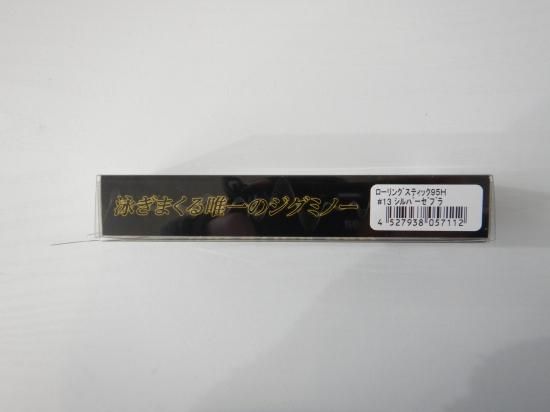 泳ぎまくる唯一のジグミノー
ローリングスティック95H
#13 シルバーゼブラ
4 527938 057112